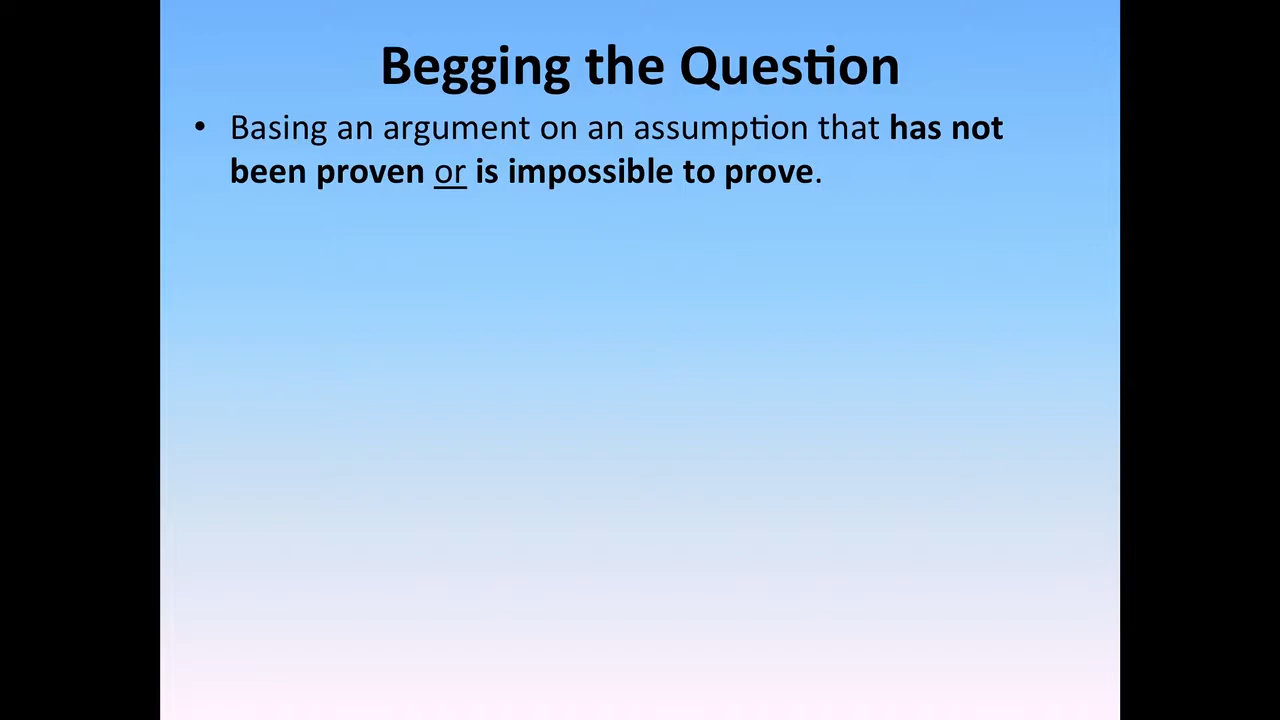 Begging the Question
• Basing an argument on an assumption that has not
been proven or is impossible to prove.